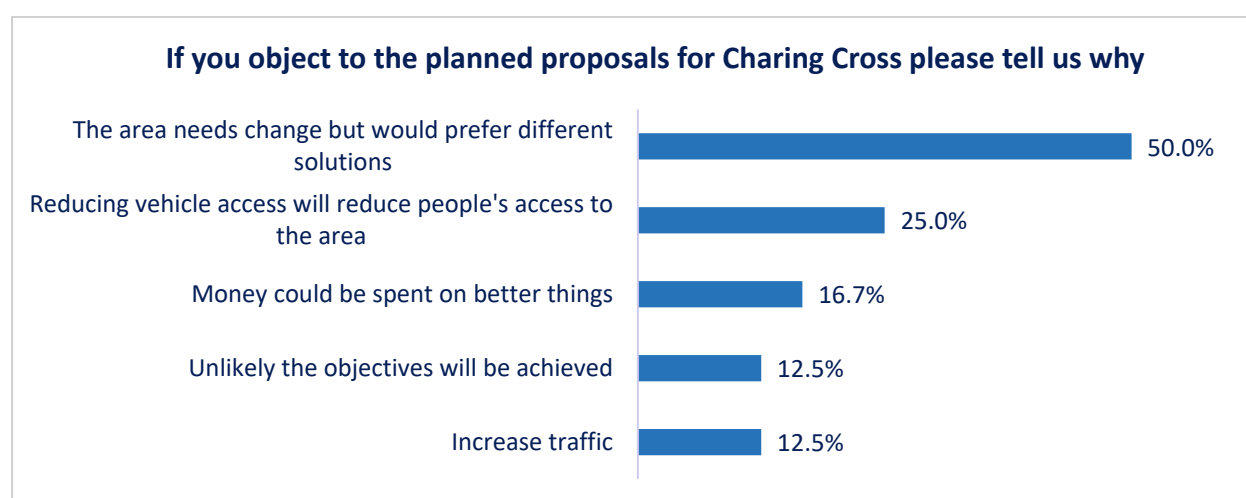 If you object to the planned proposals for Charing Cross please tell us why
The area needs change but would prefer different
solutions
50.0%
Reducing vehicle access will reduce people's access to
the area
25.0%
Money could be spent on better things
16.7%
Unlikely the objectives will be achieved
12.5%
Increase traffic
12.5%